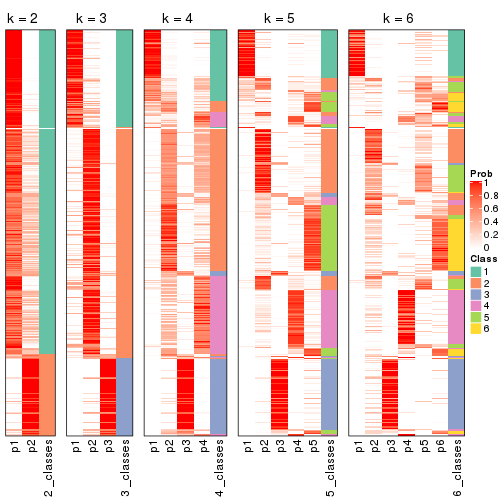 k = 2
k = 3
k = 4
k = 5
k = 6
p1
p2
2_classes
p1
p2
p3
3_classes
p1
p2
p3
p4
4_classes
p1
p2
p3
p4
p5
5_classes
p1
p2
p3
p4
p5
p6
6_classes
Prob
1
0.8
0.6
0.4
0.2
0
Class
1
2
3
4
5
6